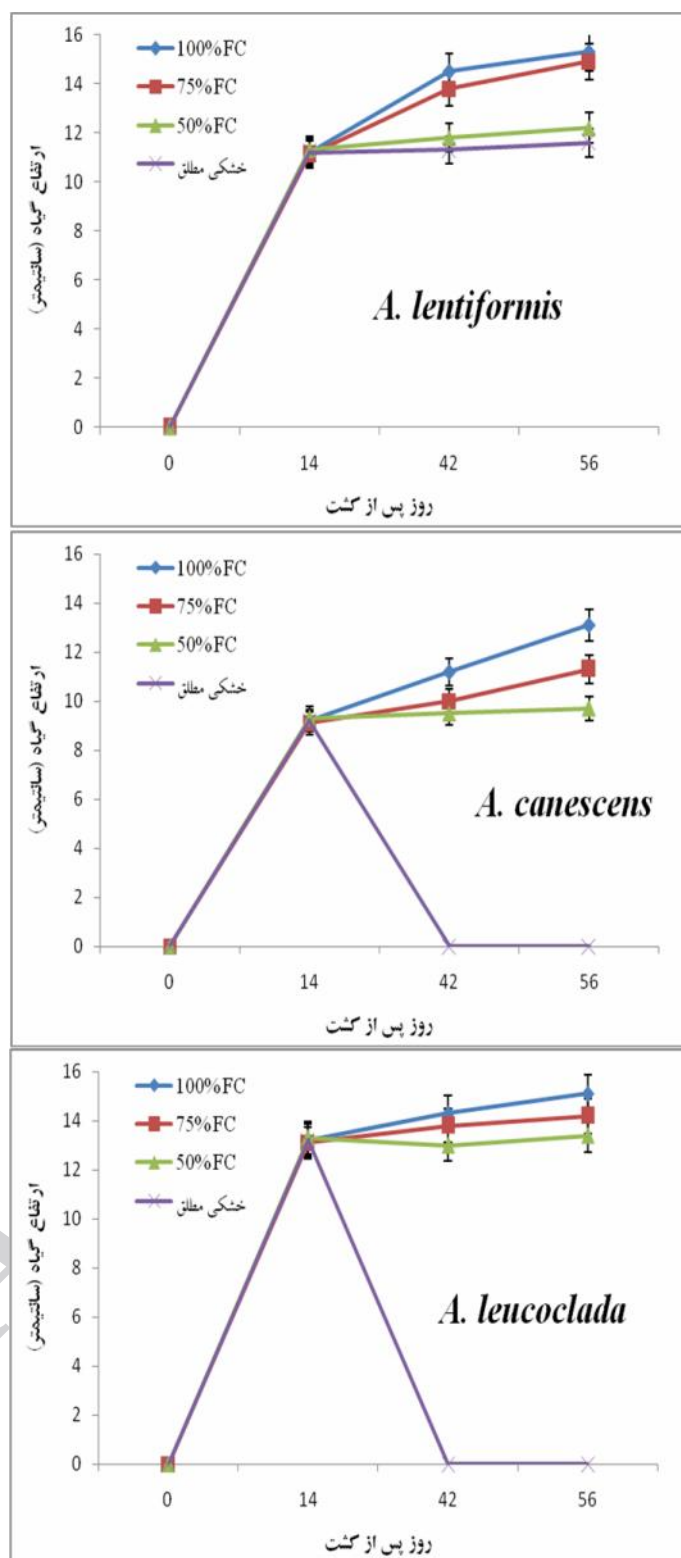 16
14
12
10
8
6
4
2
0
ارتفاع گیاه (سانتیمتر)
100%FC
75%FC
50%FC
خشکی مطلق
A. lentiformis
0 14 42 56
روز پس از کشت
16
14
12
10
8
6
4
2
0
ارتفاع گیاه (سانتیمتر)
100%FC
75%FC
50%FC
خشکی مطلق
A. canescens
0 14 42 56
روز پس از کشت
16
14
12
10
8
6
4
2
0
ارتفاع گیاه (سانتیمتر)
100%FC
75%FC
50%FC
خشکی مطلق
A. leucoclada
0 14 42 56
روز پس از کشت